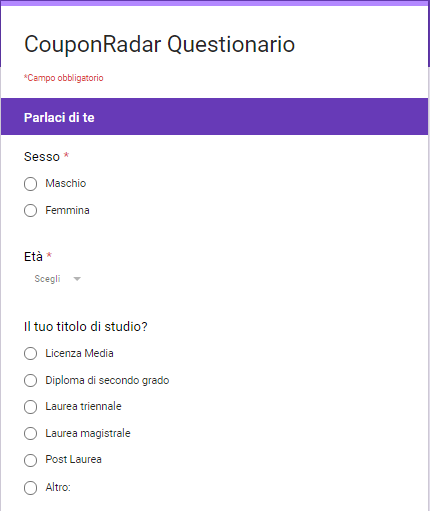 CouponRadar Questionario
*Campo obbligatorio
Parlaci di te
Sesso *
Maschio
Femmina
Età *
Scegli
Il tuo titolo di studio?
Licenza Media
Diploma di secondo grado
Laurea triennale
Laurea magistrale
Post Laurea
Altro: